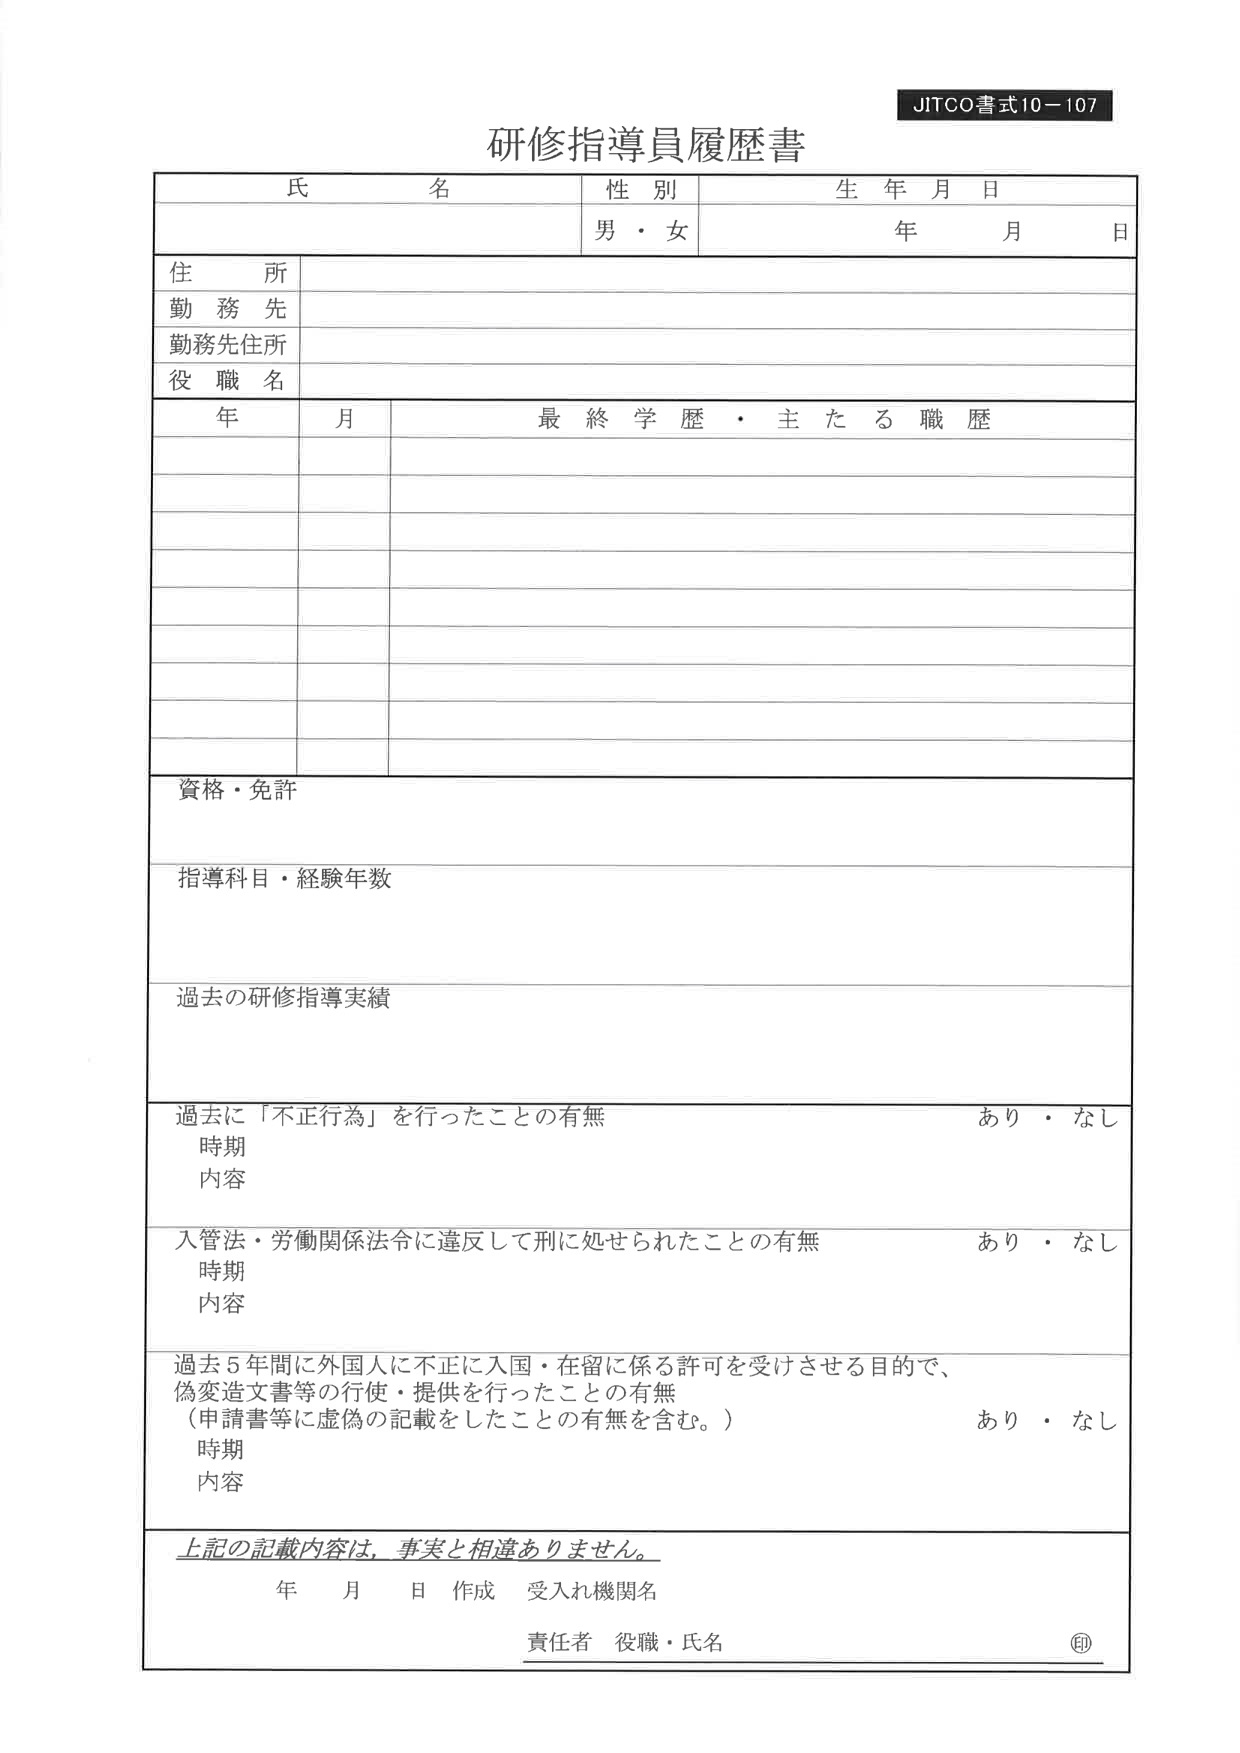 JITCO書式10－107
研修指導員履歴書
氏　名　性　別　生　年　月　日
男　・　女　年　月　日
住　所
勤　務　先
勤務先住所
役　職　名
年　月　最　終　学　歴　・　主　た　る　職　歴
資格・免許
指導科目・経験年数
過去の研修指導実績
過去に「不正行為」を行ったことの有無　あり　・　なし
時期
内容
入管法・労働関係法令に違反して刑に処せられたことの有無　あり　・　なし
時期
内容
過去５年間に外国人に不正に入国・在留に係る許可を受けさせる目的で、
偽変造文書等の行使・提供を行ったことの有無
（申請書等に虚偽の記載をしたことの有無を含む。）　あり　・　なし
時期
内容
上記の記載内容は，事実と相違ありません。
年　月　日　作成　受入れ機関名
責任者　役職・氏名　㊞